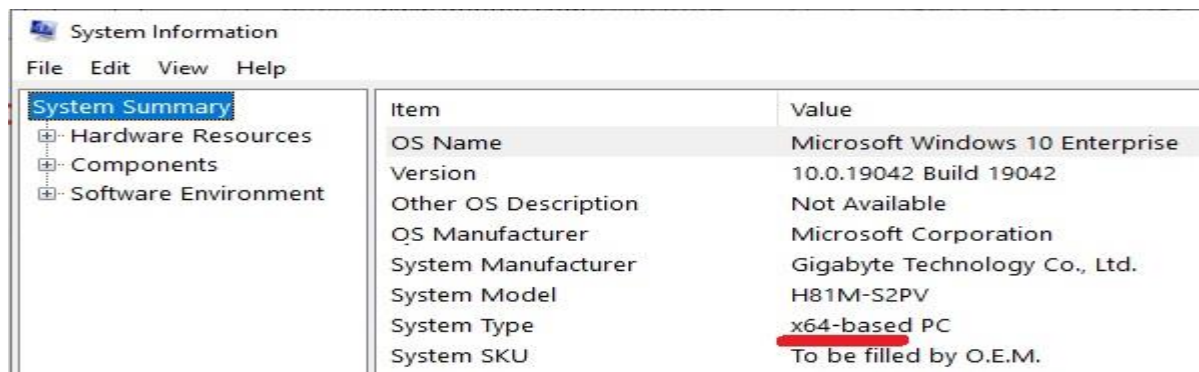 System Information
File Edit View Help
System Summary
Hardware Resources
Components
Software Environment
Item Value
OS Name Microsoft Windows 10 Enterprise
Version 10.0.19042 Build 19042
Other OS Description Not Available
OS Manufacturer Microsoft Corporation
System Manufacturer Gigabyte Technology Co., Ltd.
System Model H81M-S2PV
System Type x64-based PC
System SKU To be filled by O.E.M.